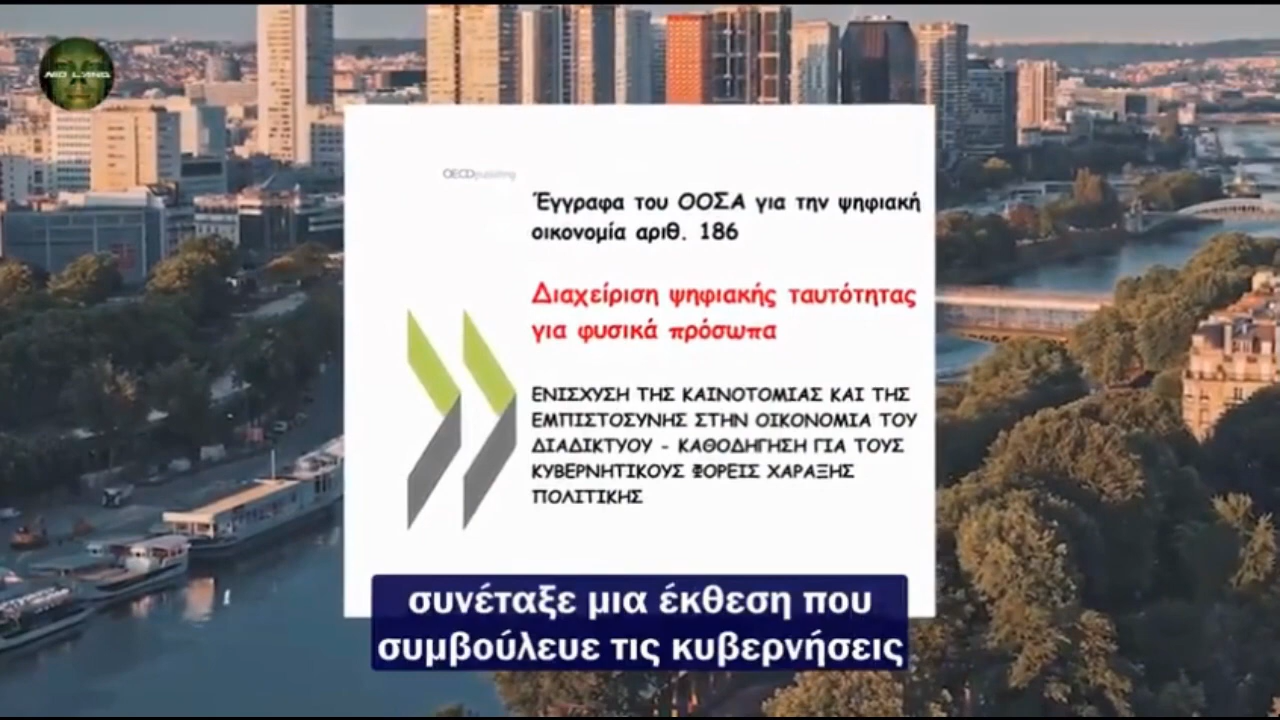 OECDpublishing
Έγγραφα του ΟΟΣΑ για την ψηφιακή
οικονομία αριθ. 186
Διαχείριση ψηφιακής ταυτότητας
για φυσικά πρόσωπα
ΕΝΙΣΧΥΣΗ ΤΗΣ ΚΑΙΝΟΤΟΜΙΑΣ ΚΑΙ ΤΗΣ
ΕΜΠΙΣΤΟΣΥΝΗΣ ΣΤΗΝ ΟΙΚΟΝΟΜΙΑ ΤΟΥ
ΔΙΑΔΙΚΤΥΟΥ - ΚΑΘΟΔΗΓΗΣΗ ΓΙΑ ΤΟΥΣ
ΚΥΒΕΡΝΗΤΙΚΟΥΣ ΦΟΡΕΙΣ ΧΑΡΑΞΗΣ
ΠΟΛΙΤΙΚΗΣ
συνέταξε μια έκθεση που
συμβούλευε τις κυβερνήσεις